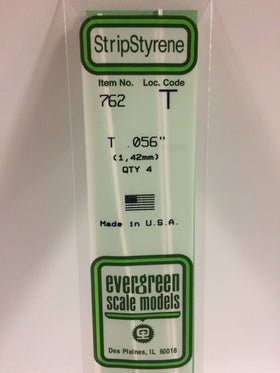 StripStyrene
Item No. Loc. Code
762 T
T .056"
(1,42mm)
QTY 4
Made in U.S.A.
evergreen
scale models
Des Plaines, IL 60018